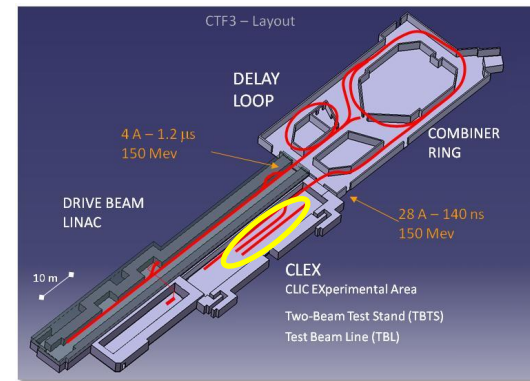 CTF3 – Layout
DELAY
LOOP
4 A – 1.2 μs
150 Mev
COMBINER
RING
DRIVE BEAM
LINAC
28 A – 140 ns
150 Mev
10 m
CLEX
CLIC EXperimental Area
Two-Beam Test Stand (TBTS)
Test Beam Line (TBL)